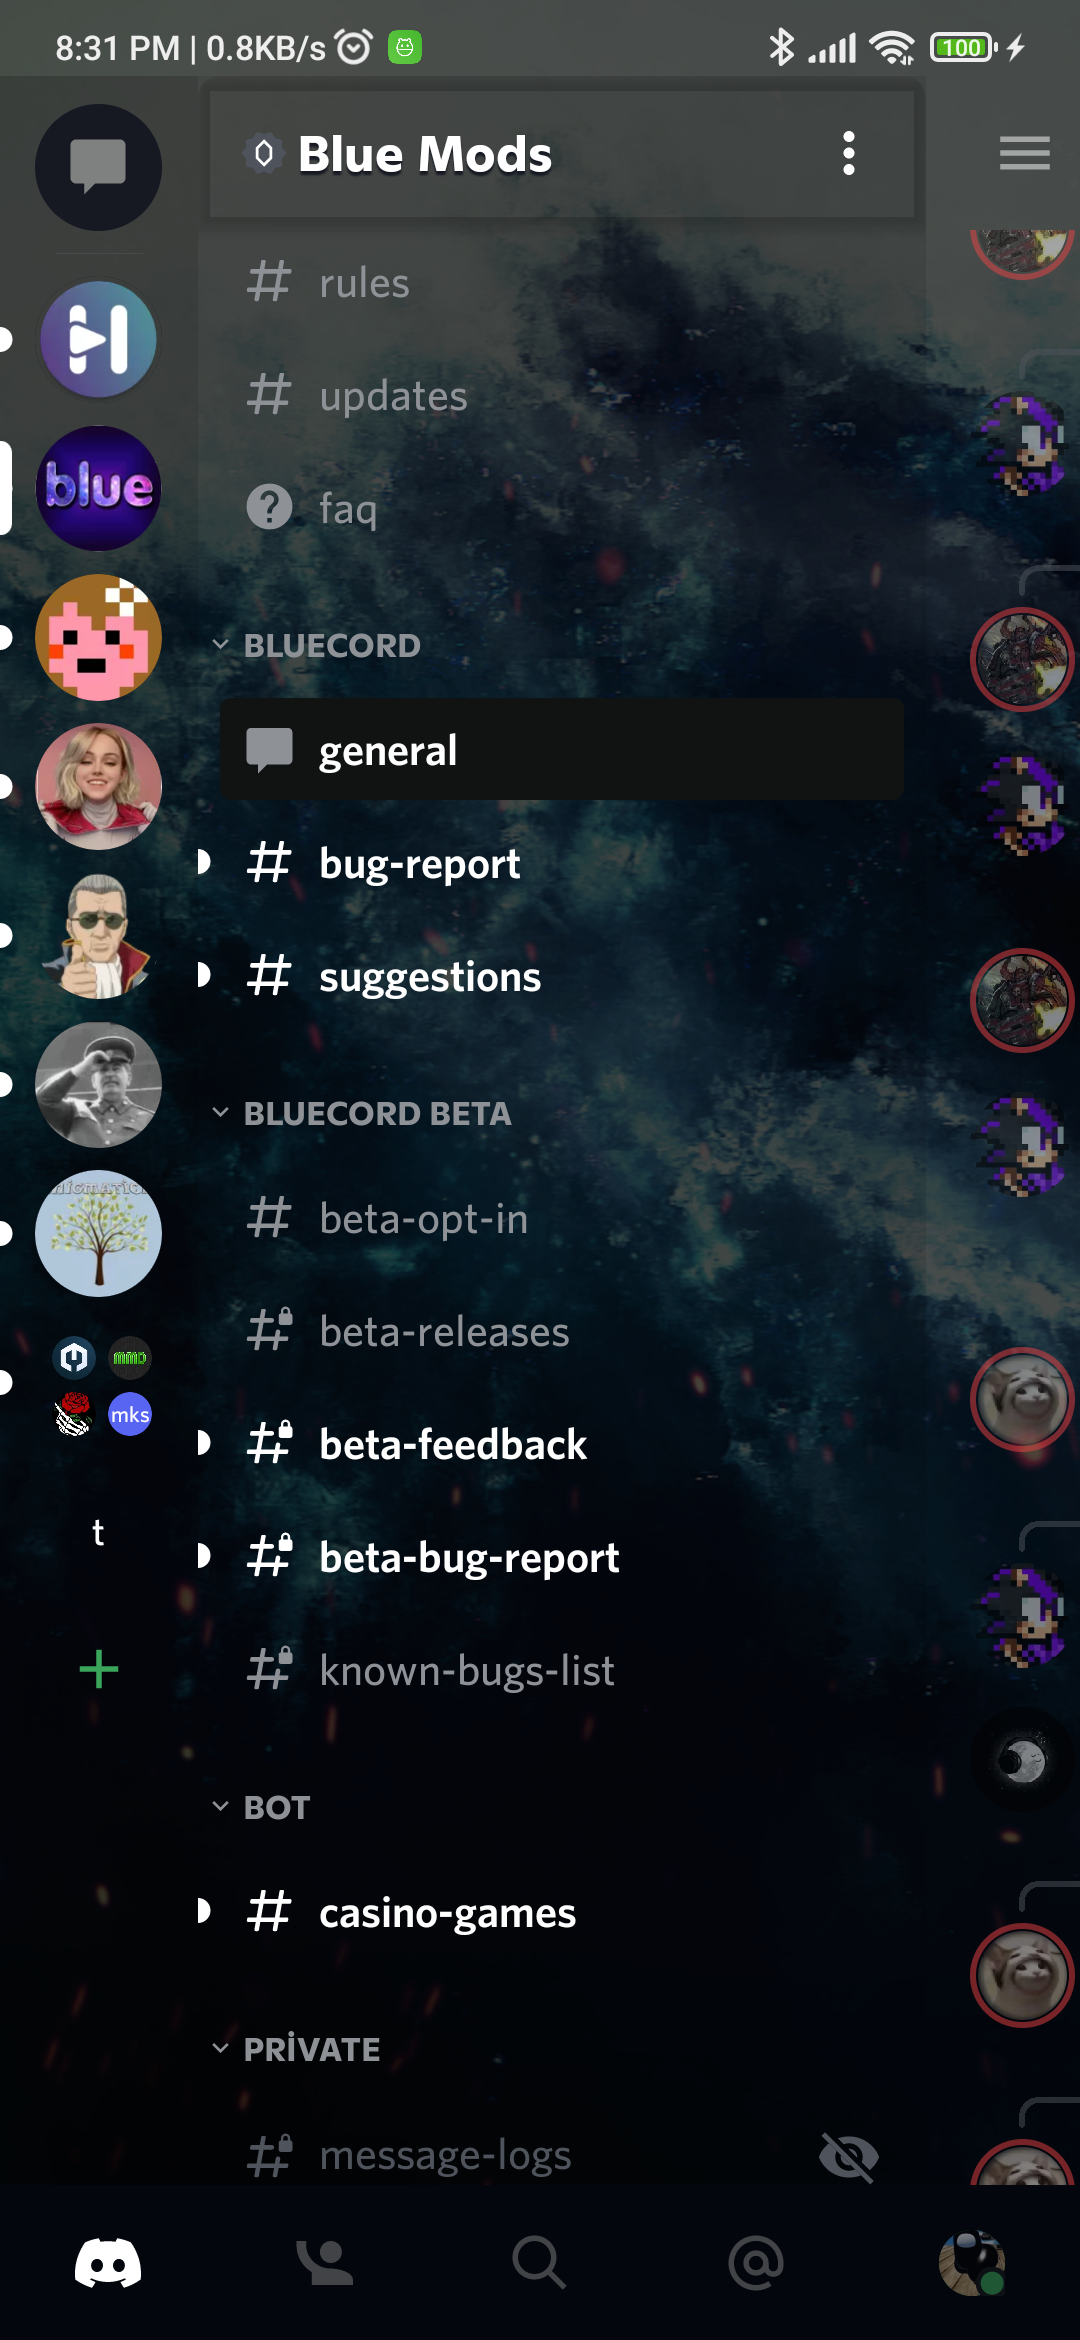 8:31 PM | 0.8KB/s
100
Blue Mods
rules
updates
blue
faq
BLUECORD
general
bug-report
suggestions
BLUECORD BETA
beta-opt-in
beta-releases
mmd
mks
beta-feedback
t
beta-bug-report
known-bugs-list
BOT
casino-games
PRİVATE
message-logs